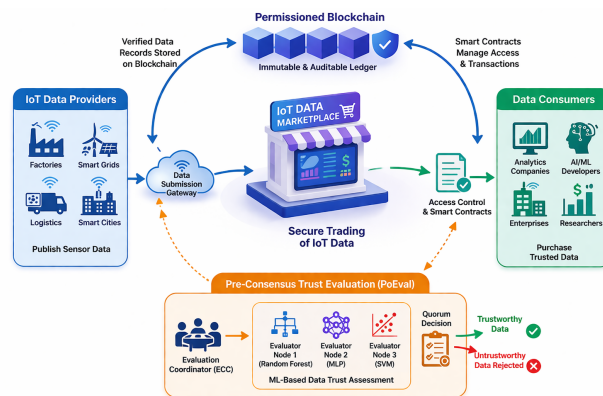 Permissioned Blockchain
Immutable & Auditable Ledger
Verified Data
Records Stored
on Blockchain
Smart Contracts
Manage Access
& Transactions
IoT Data Providers
Factories
Smart Grids
Logistics
Smart Cities
Publish Sensor Data
Data
Submission
Gateway
IoT DATA
MARKETPLACE
$
Secure Trading
of IoT Data
Access Control
& Smart Contracts
Data Consumers
Analytics
Companies
AI/ML
Developers
$
Enterprises
Researchers
Purchase
Trusted Data
Pre-Consensus Trust Evaluation (PoEval)
Evaluation
Coordinator (ECC)
Evaluator
Node 1
(Random Forest)
Evaluator
Node 2
(MLP)
Evaluator
Node 3
(SVM)
ML-Based Data Trust Assessment
Quorum
Decision
Trustworthy
Data
Untrustworthy
Data Rejected